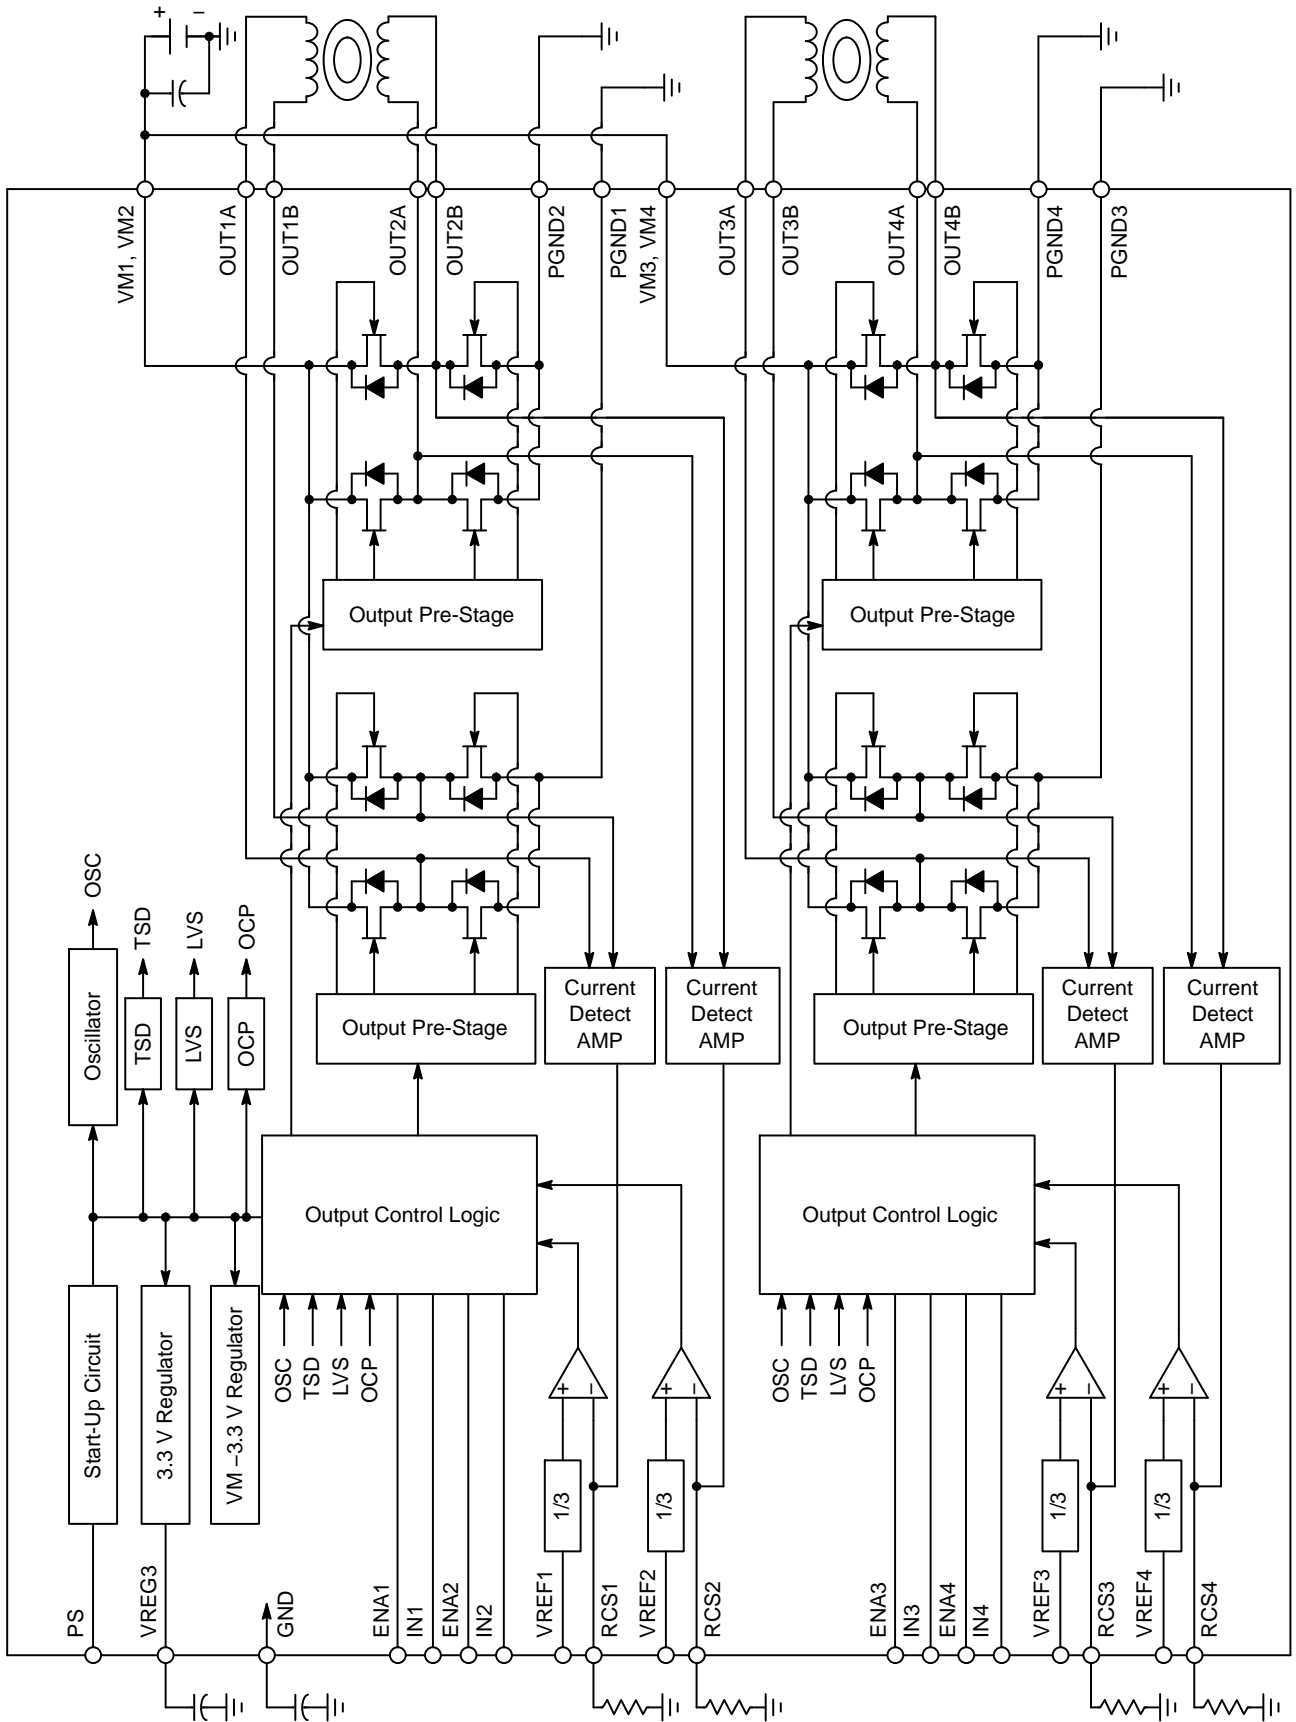 +
−
VM1, VM2
OUT1A
OUT1B
OUT2A
OUT2B
PGND2
PGND1
VM3, VM4
OUT3A
OUT3B
OUT4A
OUT4B
PGND4
PGND3
Output Pre-Stage
Output Pre-Stage
OSC
TSD
LVS
OCP
Oscillator
TSD
LVS
OCP
Output Pre-Stage
Current
Detect
AMP
Current
Detect
AMP
Output Pre-Stage
Current
Detect
AMP
Current
Detect
AMP
Output Control Logic
Output Control Logic
Start-Up Circuit
3.3 V Regulator
VM −3.3 V Regulator
OSC
TSD
LVS
OCP
+
−
+
−
OSC
TSD
LVS
OCP
+
−
+
−
1/3
1/3
1/3
1/3
PS
VREG3
GND
ENA1
IN1
ENA2
IN2
VREF1
RCS1
VREF2
RCS2
ENA3
IN3
ENA4
IN4
VREF3
RCS3
VREF4
RCS4